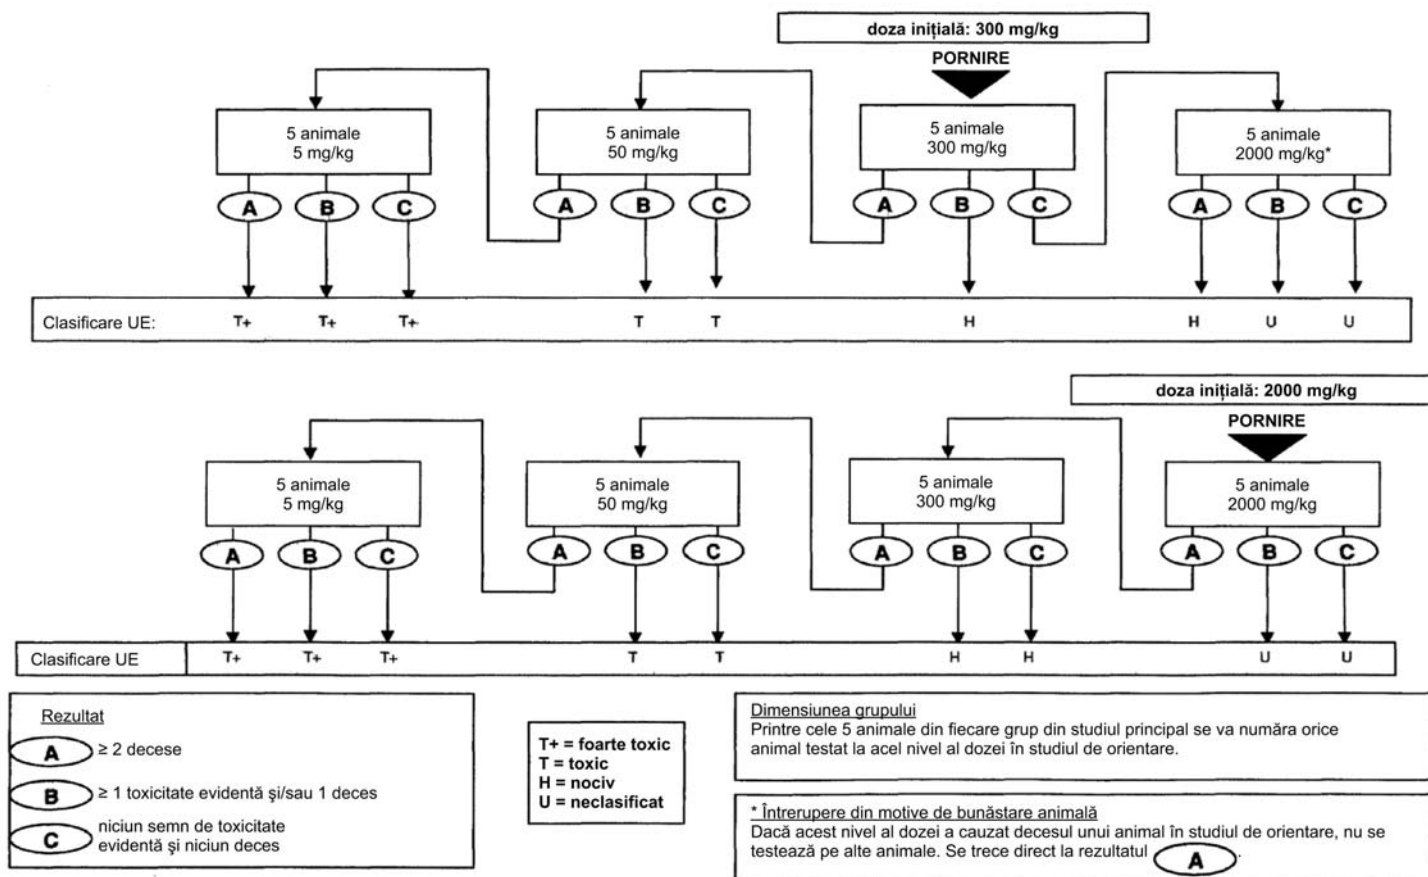 doza inițială: 300 mg/kg
PORNIRE
5 animale
5 mg/kg
5 animale
50 mg/kg
5 animale
300 mg/kg
5 animale
2000 mg/kg*
A B C A B C A B C A B C
Clasificare UE: T+ T+ T+ T T H H U U
doza inițială: 2000 mg/kg
PORNIRE
5 animale
5 mg/kg
5 animale
50 mg/kg
5 animale
300 mg/kg
5 animale
2000 mg/kg
A B C A B C A B C A B C
Clasificare UE T+ T+ T+ T T H H U U
Rezultat
A ≥ 2 decese
B ≥ 1 toxicitate evidentă și/sau 1 deces
C niciun semn de toxicitate
evidentă și niciun deces
T+ = foarte toxic
T = toxic
H = nociv
U = neclasificat
Dimensiunea grupului
Printre cele 5 animale din fiecare grup din studiul principal se va număra orice
animal testat la acel nivel al dozei în studiul de orientare.
* Întrerupere din motive de bunăstare animală
Dacă acest nivel al dozei a cauzat decesul unui animal în studiul de orientare, nu se
testează pe alte animale. Se trece direct la rezultatul A.